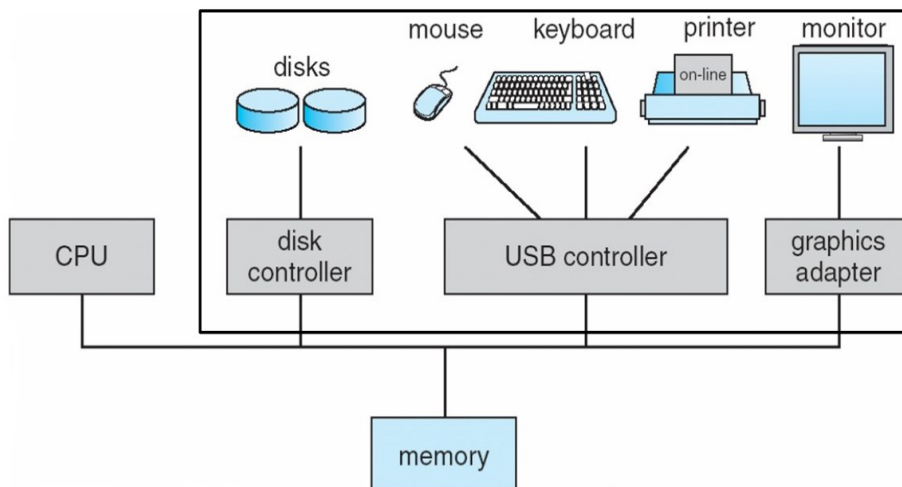 mouse
keyboard
printer
monitor
disks
on-line
CPU
disk
controller
USB controller
graphics
adapter
memory